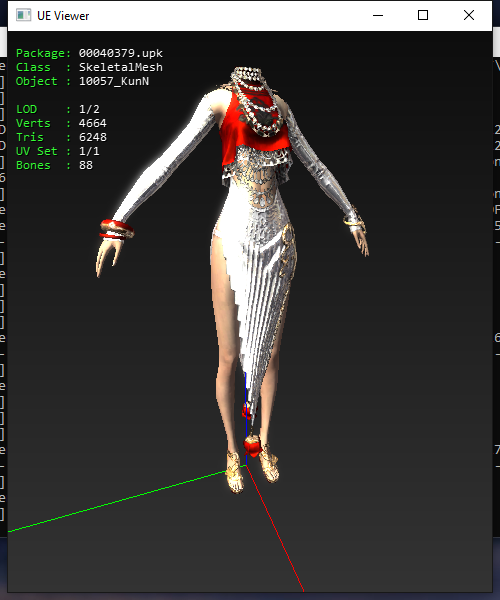 UE Viewer
Package: 00040379.upk
Class : SkeletalMesh
Object : 10057_KunN
LOD : 1/2
Verts : 4664
Tris : 6248
UV Set : 1/1
Bones : 88